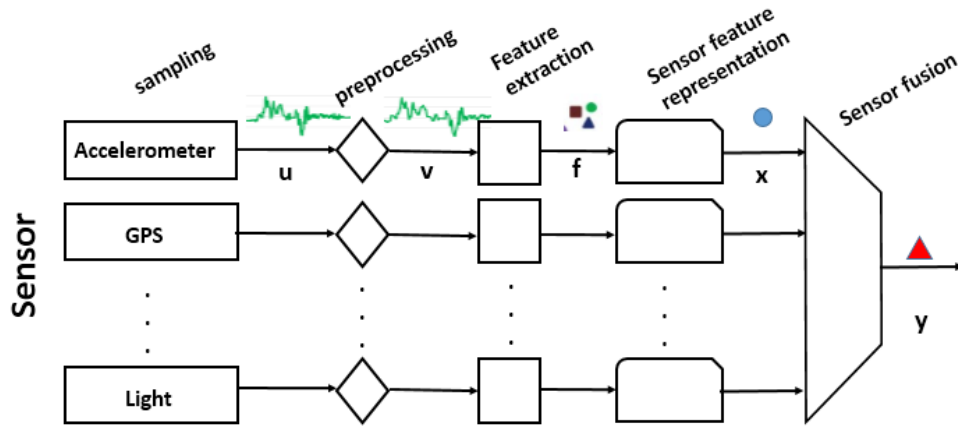 sampling
preprocessing
Feature
extraction
Sensor feature
representation
Sensor fusion
Sensor
Accelerometer
u
v
f
x
GPS
y
Light